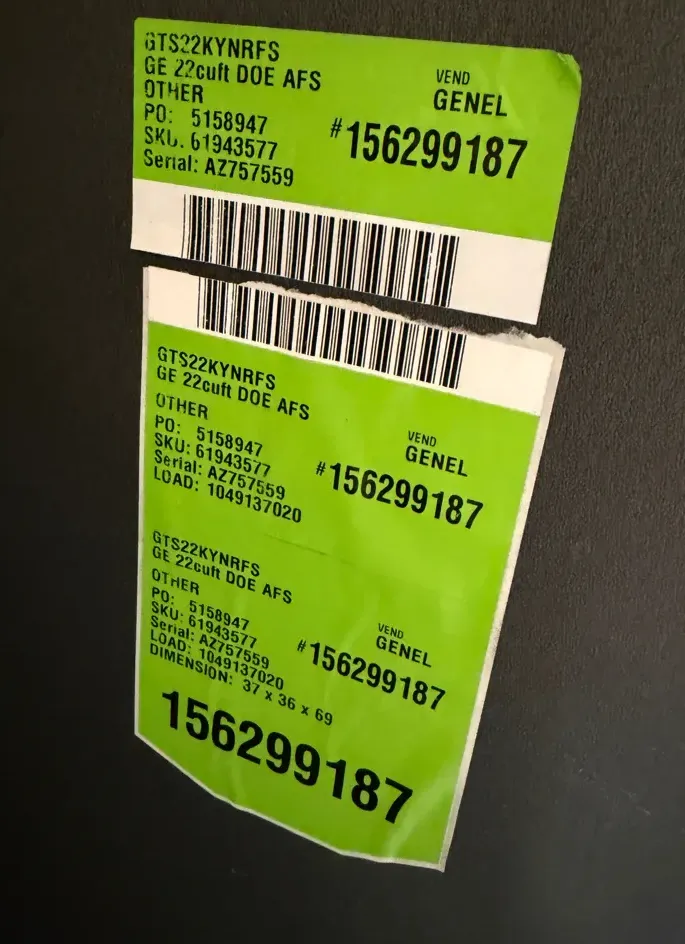 GTS22KYNRFS
GE 22cuft DOE AFS
OTHER
PO: 5158947
SKU: 61943577
Serial: AZ757559
VEND
GENEL
#156299187
GTS22KYNRFS
GE 22cuft DOE AFS
OTHER
PO: 5158947
SKU: 61943577
Serial: AZ757559
LOAD: 1049137020
VEND
GENEL
#156299187
GTS22KYNRFS
GE 22cuft DOE AFS
OTHER
PO: 5158947
SKU: 61943577
Serial: AZ757559
LOAD: 1049137020
DIMENSION: 37 x 36 x 69
VEND
GENEL
#156299187
156299187